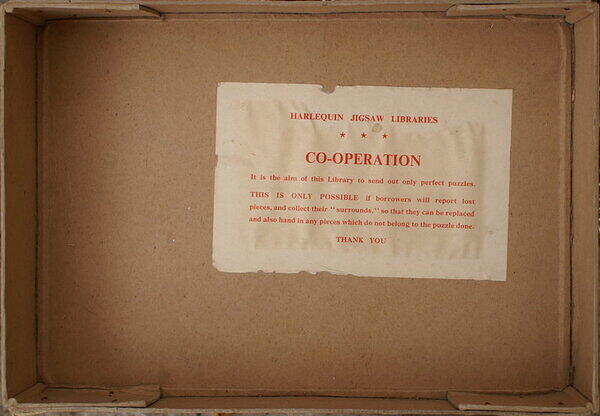 HARLEQUIN JIGSAW LIBRARIES
★ ★ ★
CO-OPERATION
It is the aim of this Library to send out only perfect puzzles.
THIS IS ONLY POSSIBLE if borrowers will report lost
pieces, and collect their "surrounds," so that they can be replaced
and also hand in any pieces which do not belong to the puzzle done.
THANK YOU